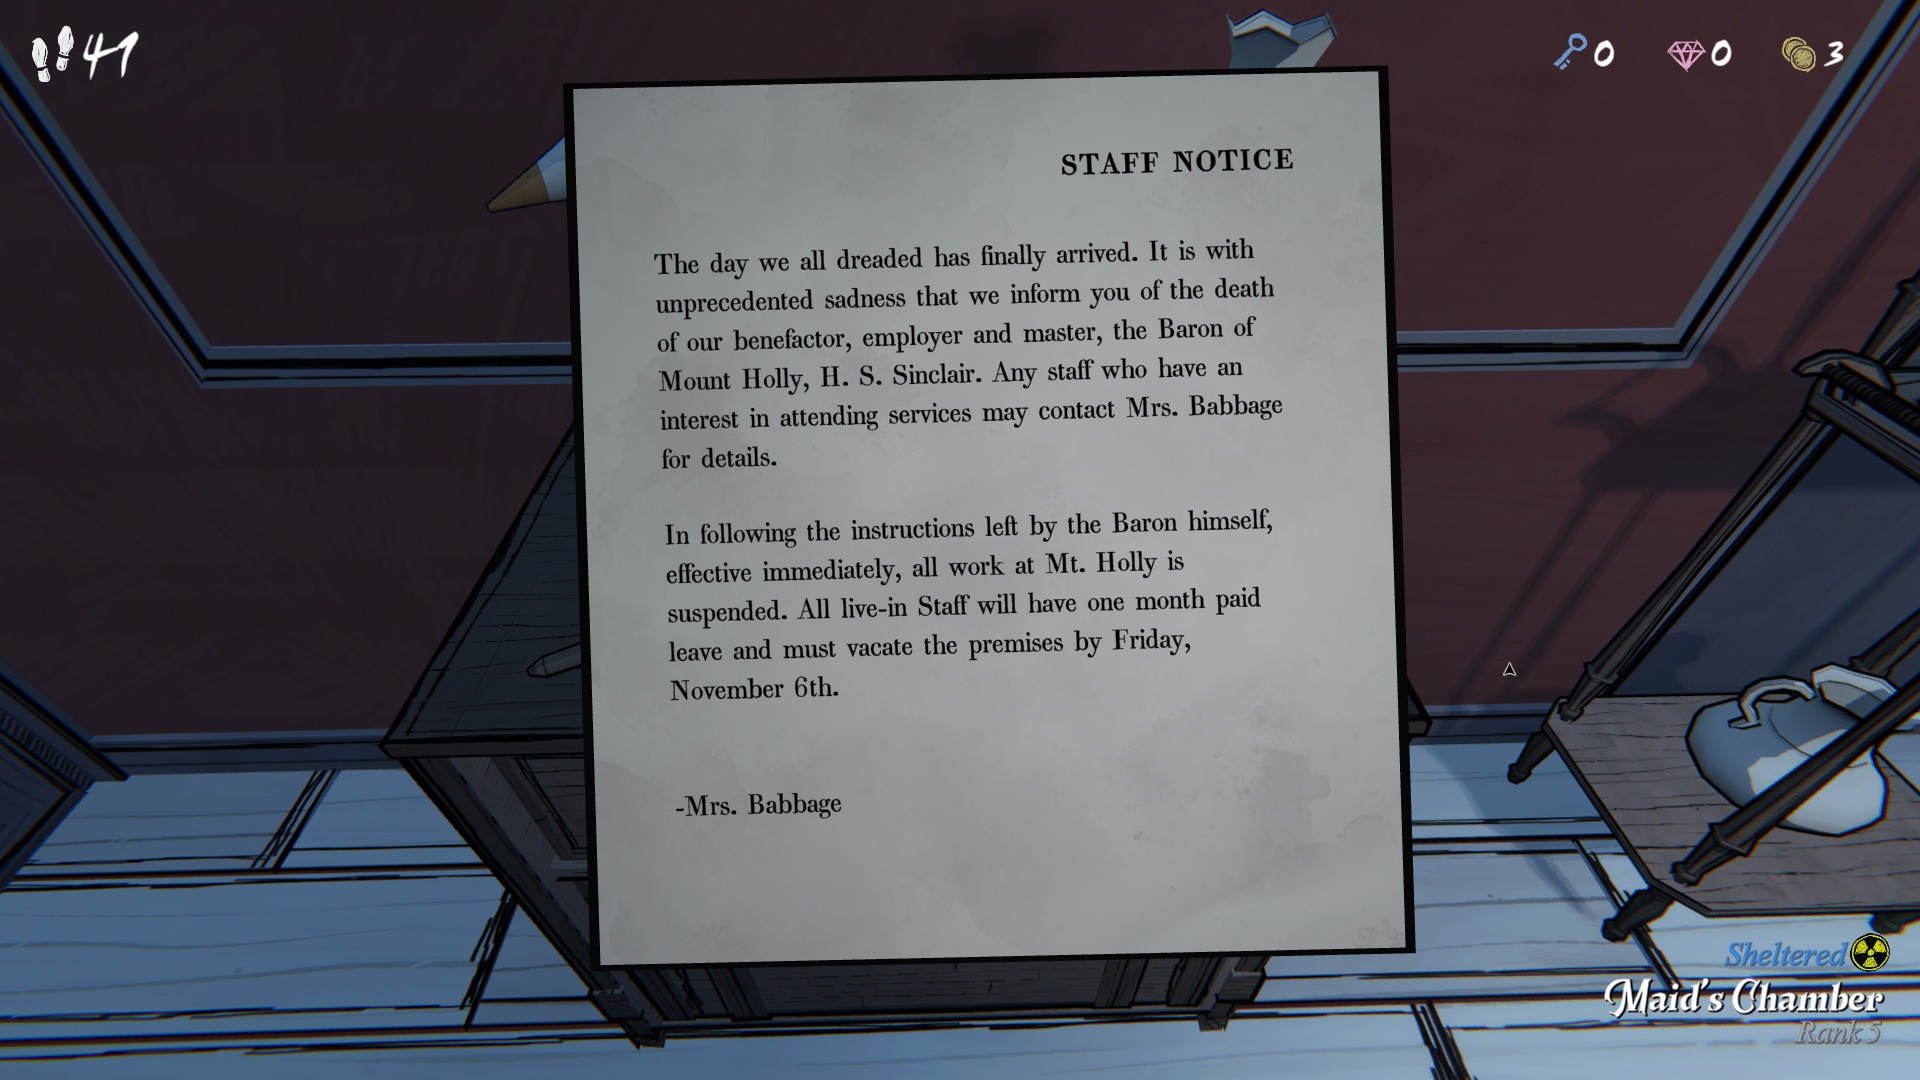 47
0
0
3
STAFF NOTICE
The day we all dreaded has finally arrived. It is with
unprecedented sadness that we inform you of the death
of our benefactor, employer and master, the Baron of
Mount Holly, H. S. Sinclair. Any staff who have an
interest in attending services may contact Mrs. Babbage
for details.
In following the instructions left by the Baron himself,
effective immediately, all work at Mt. Holly is
suspended. All live-in Staff will have one month paid
leave and must vacate the premises by Friday,
November 6th.
-Mrs. Babbage
Sheltered
Maid's Chamber
Rank 5